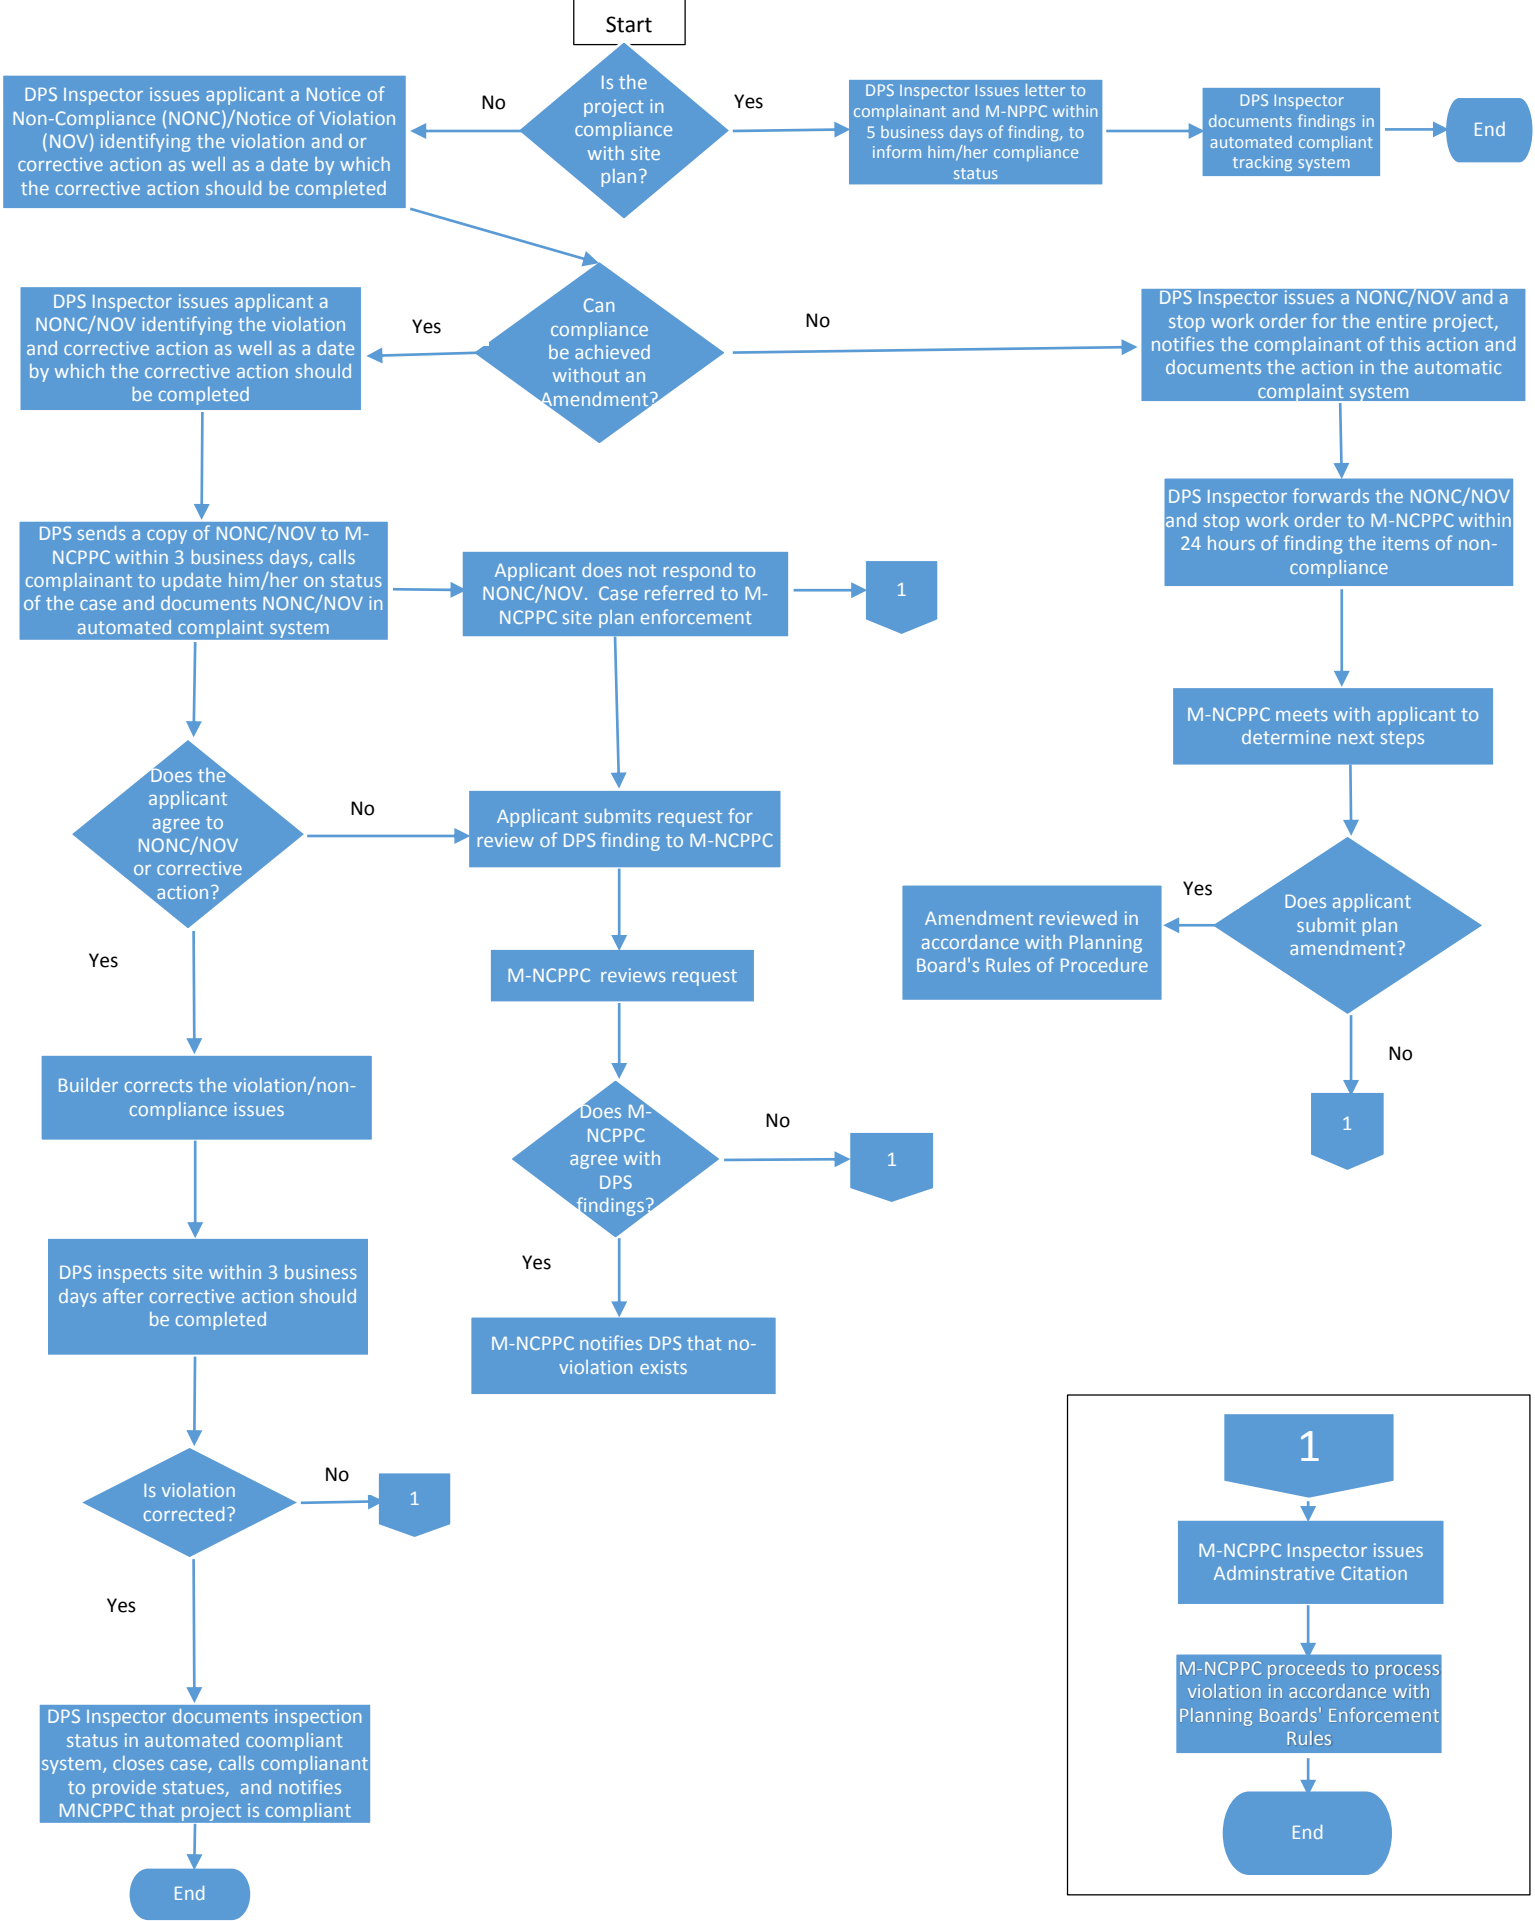 Start
Is the
project in
compliance
with site
plan?
No
Yes
DPS Inspector issues applicant a Notice of
Non-Compliance (NONC)/Notice of Violation
(NOV) identifying the violation and or
corrective action as well as a date by which
the corrective action should be completed
DPS Inspector Issues letter to
complainant and M-NPPC within
5 business days of finding, to
inform him/her compliance
status
DPS Inspector
documents findings in
automated compliant
tracking system
End
Can
compliance
be achieved
without an
Amendment?
Yes
No
DPS Inspector issues applicant a
NONC/NOV identifying the violation
and corrective action as well as a date
by which the corrective action should
be completed
DPS Inspector issues a NONC/NOV and a
stop work order for the entire project,
notifies the complainant of this action and
documents the action in the automatic
complaint system
DPS sends a copy of NONC/NOV to M-
NCPPC within 3 business days, calls
complainant to update him/her on status
of the case and documents NONC/NOV in
automated complaint system
Applicant does not respond to
NONC/NOV.  Case referred to M-
NCPPC site plan enforcement
1
DPS Inspector forwards the NONC/NOV
and stop work order to M-NCPPC within
24 hours of finding the items of non-
compliance
M-NCPPC meets with applicant to
determine next steps
Does the
applicant
agree to
NONC/NOV
or corrective
action?
No
Yes
Applicant submits request for
review of DPS finding to M-NCPPC
Does applicant
submit plan
amendment?
Yes
No
Amendment reviewed in
accordance with Planning
Board's Rules of Procedure
1
M-NCPPC  reviews request
Builder corrects the violation/non-
compliance issues
Does M-
NCPPC
agree with
DPS
findings?
No
1
Yes
M-NCPPC notifies DPS that no-
violation exists
DPS inspects site within 3 business
days after corrective action should
be completed
Is violation
corrected?
No
1
Yes
DPS Inspector documents inspection
status in automated coompliant
system, closes case, calls complianant
to provide statues,  and notifies
MNCPPC that project is compliant
End
1
M-NCPPC Inspector issues
Adminstrative Citation
M-NCPPC proceeds to process
violation in accordance with
Planning Boards' Enforcement
Rules
End